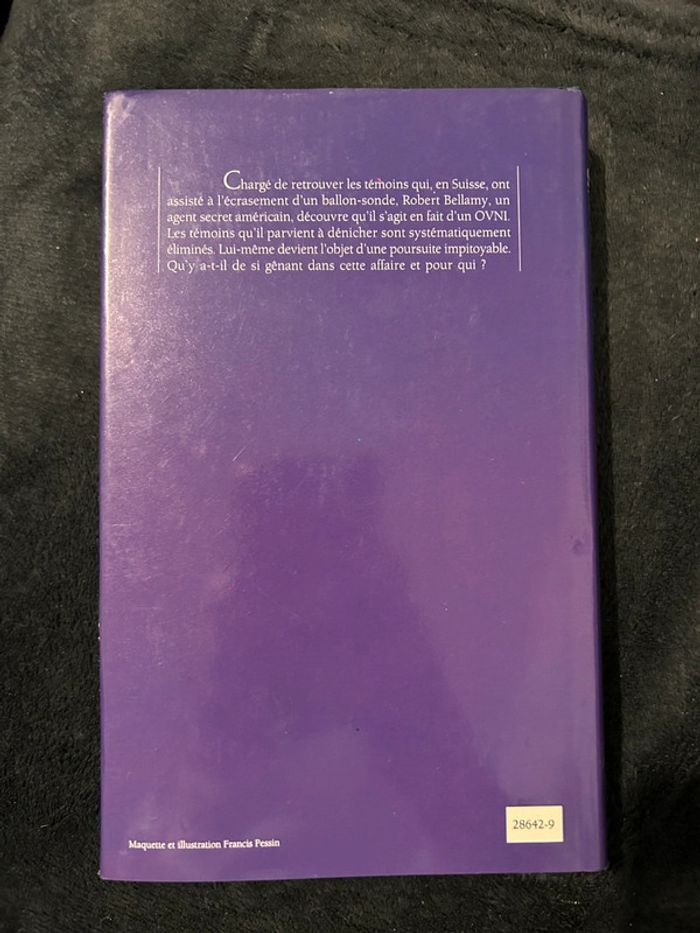 Chargé de retrouver les témoins qui, en Suisse, ont
assisté à l'écrasement d'un ballon-sonde, Robert Bellamy, un
agent secret américain, découvre qu'il s'agit en fait d'un OVNI.
Les témoins qu'il parvient à dénicher sont systématiquement
éliminés. Lui-même devient l'objet d'une poursuite impitoyable.
Qu'y a-t-il de si gênant dans cette affaire et pour qui ?
28642-9
Maquette et illustration Francis Pessin